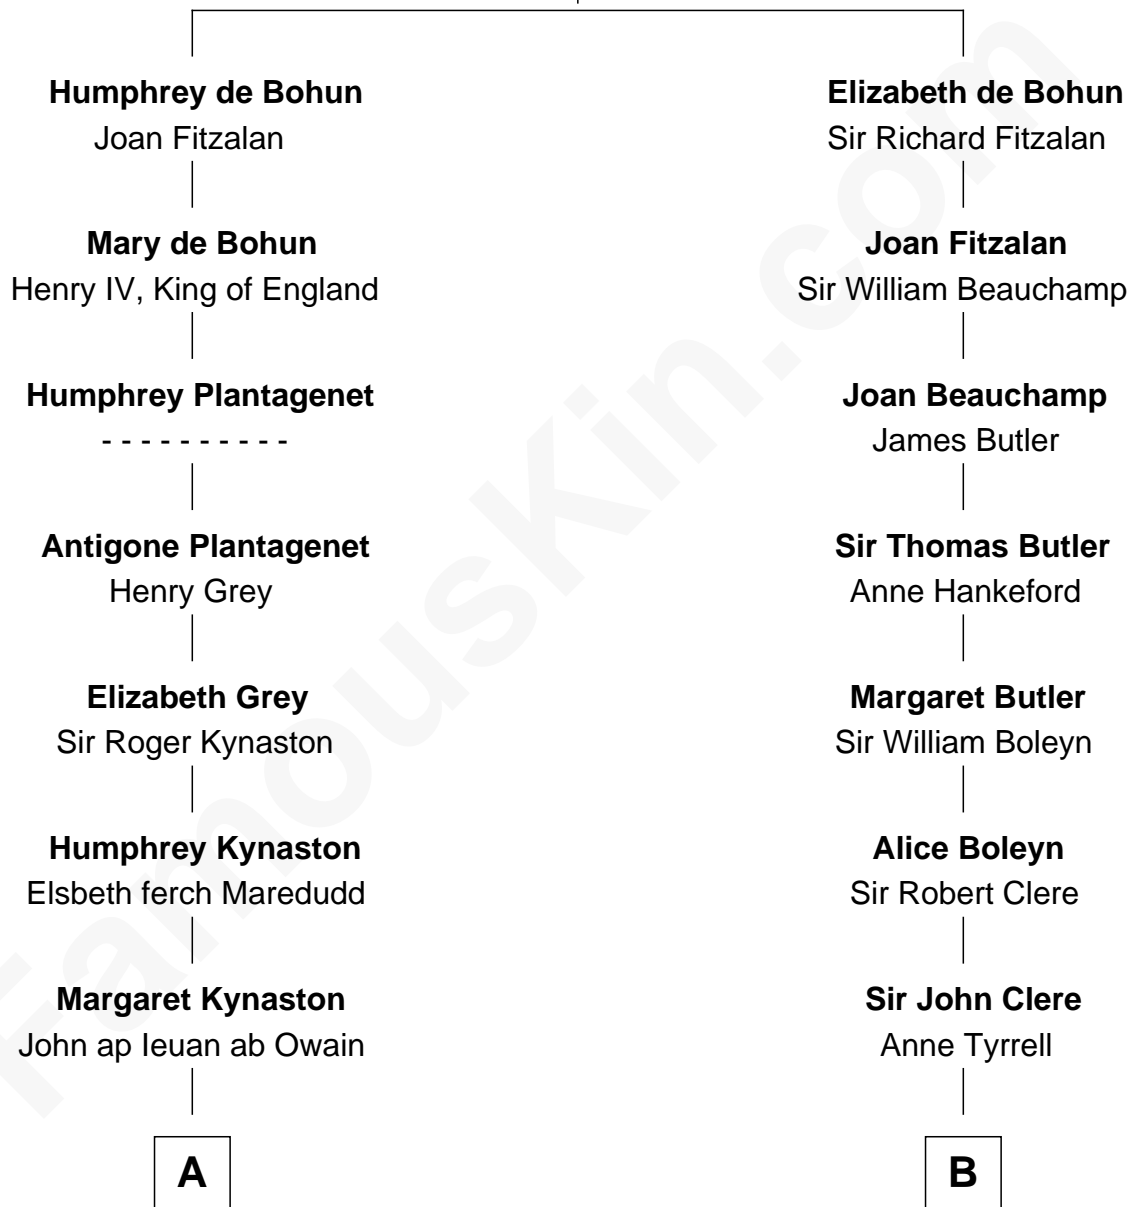 Humphrey de Bohun
Joan Fitzalan
Mary de Bohun
Henry IV, King of England
Humphrey Plantagenet
- - - - - - - - - -
Antigone Plantagenet
Henry Grey
Elizabeth Grey
Sir Roger Kynaston
Humphrey Kynaston
Elsbeth ferch Maredudd
Margaret Kynaston
John ap Ieuan ab Owain
A
Elizabeth de Bohun
Sir Richard Fitzalan
Joan Fitzalan
Sir William Beauchamp
Joan Beauchamp
James Butler
Sir Thomas Butler
Anne Hankeford
Margaret Butler
Sir William Boleyn
Alice Boleyn
Sir Robert Clere
Sir John Clere
Anne Tyrrell
B
FamousKin.com